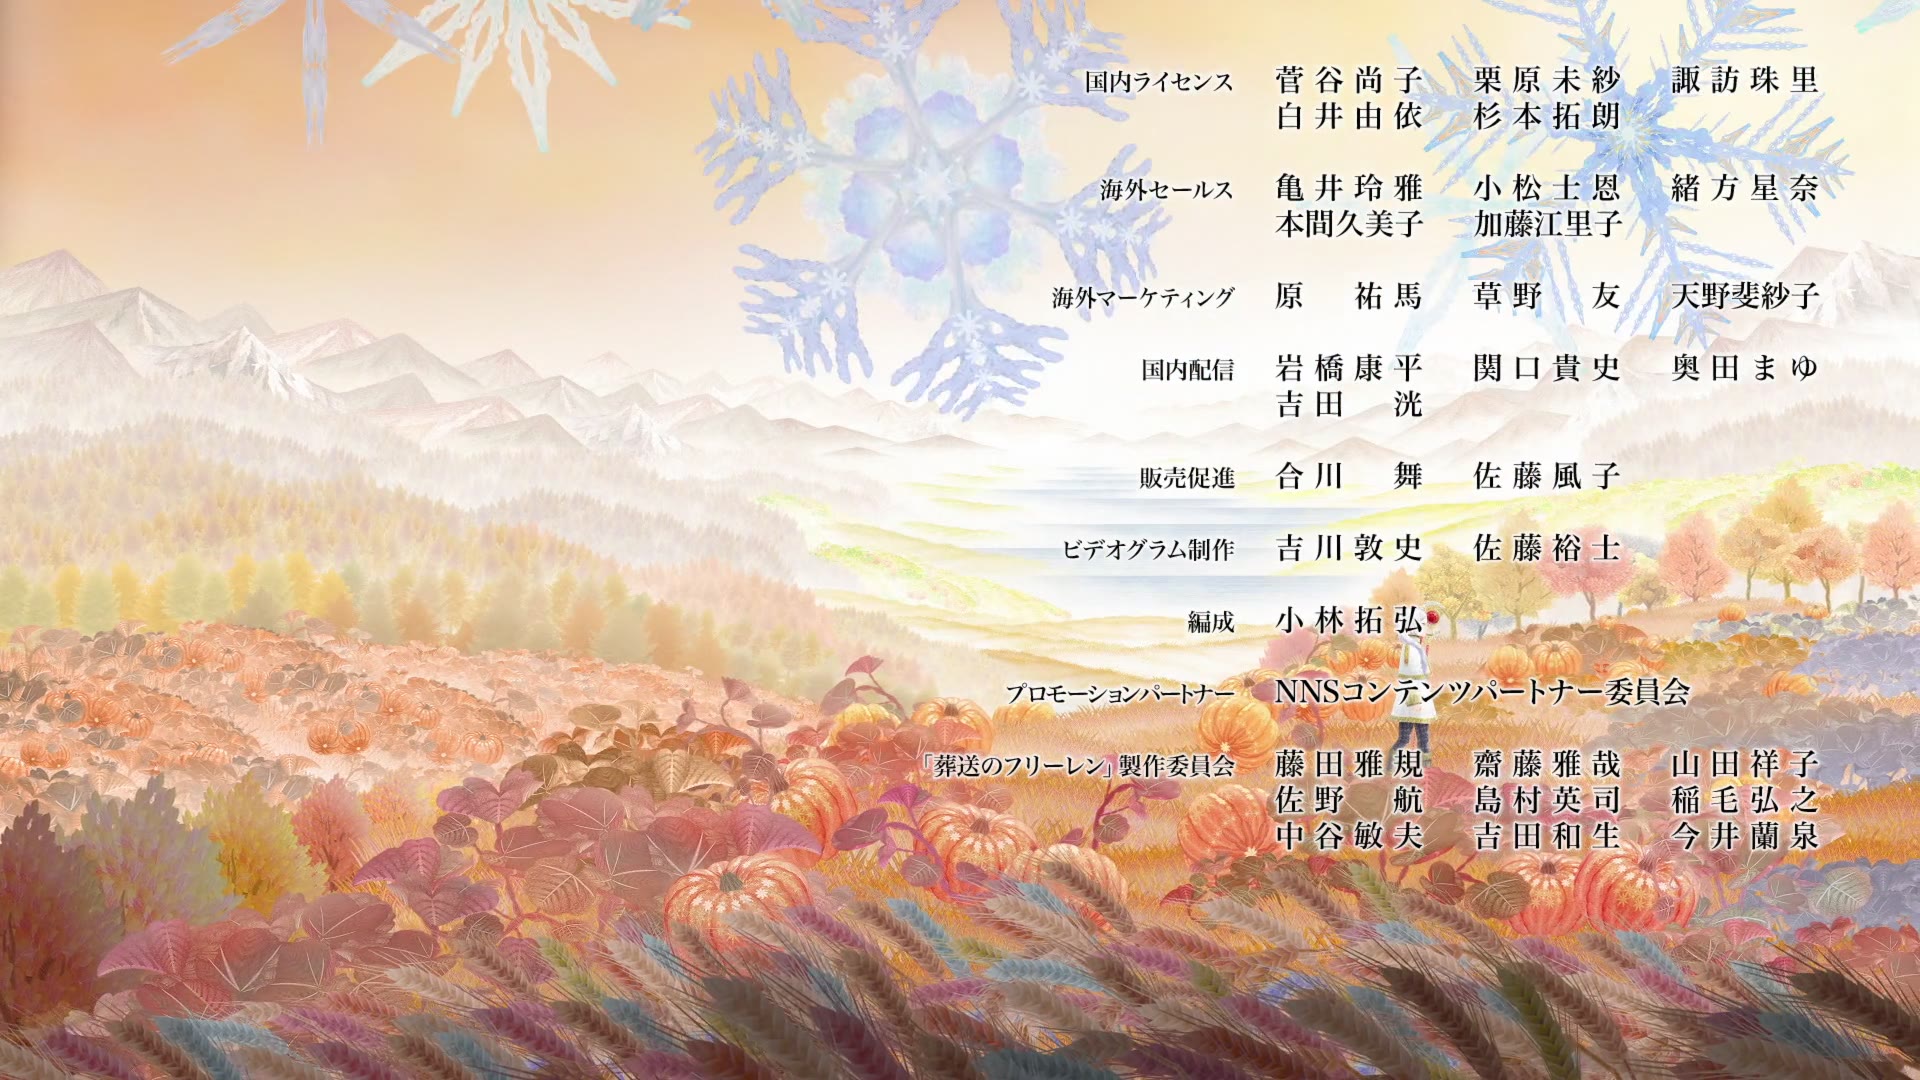 国内ライセンス 菅谷尚子 栗原未紗 諏訪珠里
白井由依 杉本拓朗
海外セールス 亀井玲雅 小松士恩 緒方星奈
本間久美子 加藤江里子
海外マーケティング 原 祐馬 草野 友 天野斐紗子
国内配信 岩橋康平 関口貴史 奥田まゆ
吉田 洸
販売促進 合川 舞 佐藤風子
ビデオグラム制作 吉川敦史 佐藤裕士
編成 小林拓弘
プロモーションパートナー NNSコンテンツパートナー委員会
「葬送のフリーレン」製作委員会 藤田雅規 齋藤雅哉 山田祥子
佐野 航 島村英司 稲毛弘之
中谷敏夫 吉田和生 今井蘭泉